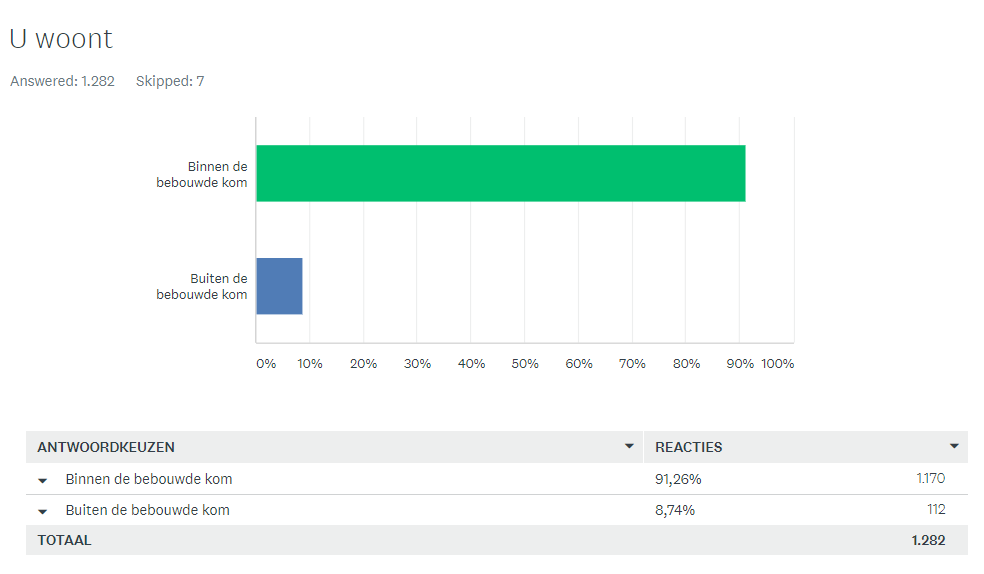 U woont
Answered: 1.282 Skipped: 7
Binnen de
bebouwde kom
Buiten de
bebouwde kom
0% 10% 20% 30% 40% 50% 60% 70% 80% 90% 100%
ANTWOORDKEUZEN REACTIES
Binnen de bebouwde kom 91,26% 1.170
Buiten de bebouwde kom 8,74% 112
TOTAAL 1.282